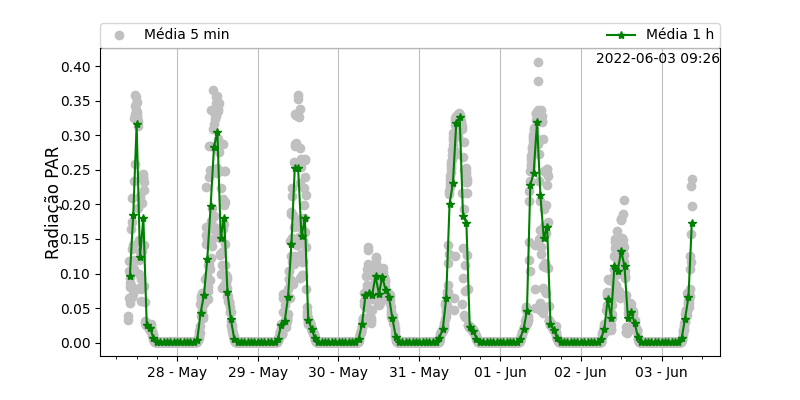 Média 5 min
Média 1 h
2022-06-03 09:26
Radiação PAR
0.40
0.35
0.30
0.25
0.20
0.15
0.10
0.05
0.00
28 - May
29 - May
30 - May
31 - May
01 - Jun
02 - Jun
03 - Jun